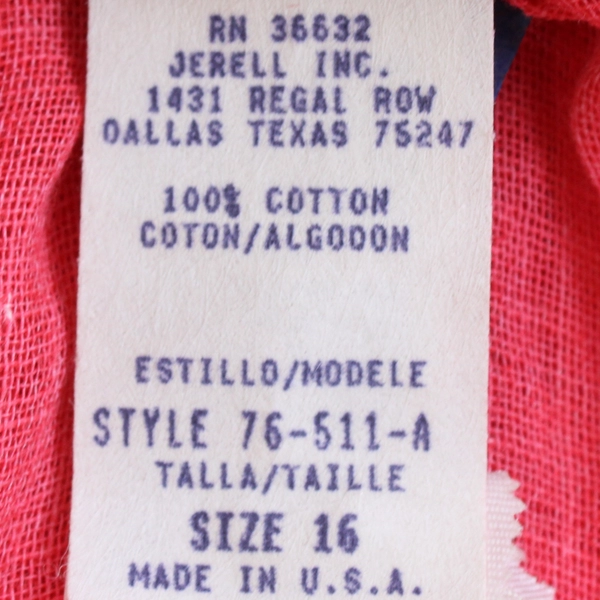 RN 36632
JERELL INC.
1431 REGAL ROW
DALLAS TEXAS 75247
100% COTTON
COTON/ALGODON
ESTILLO/MODELE
STYLE 76-511-A
TALLA/TAILLE
SIZE 16
MADE IN U.S.A.